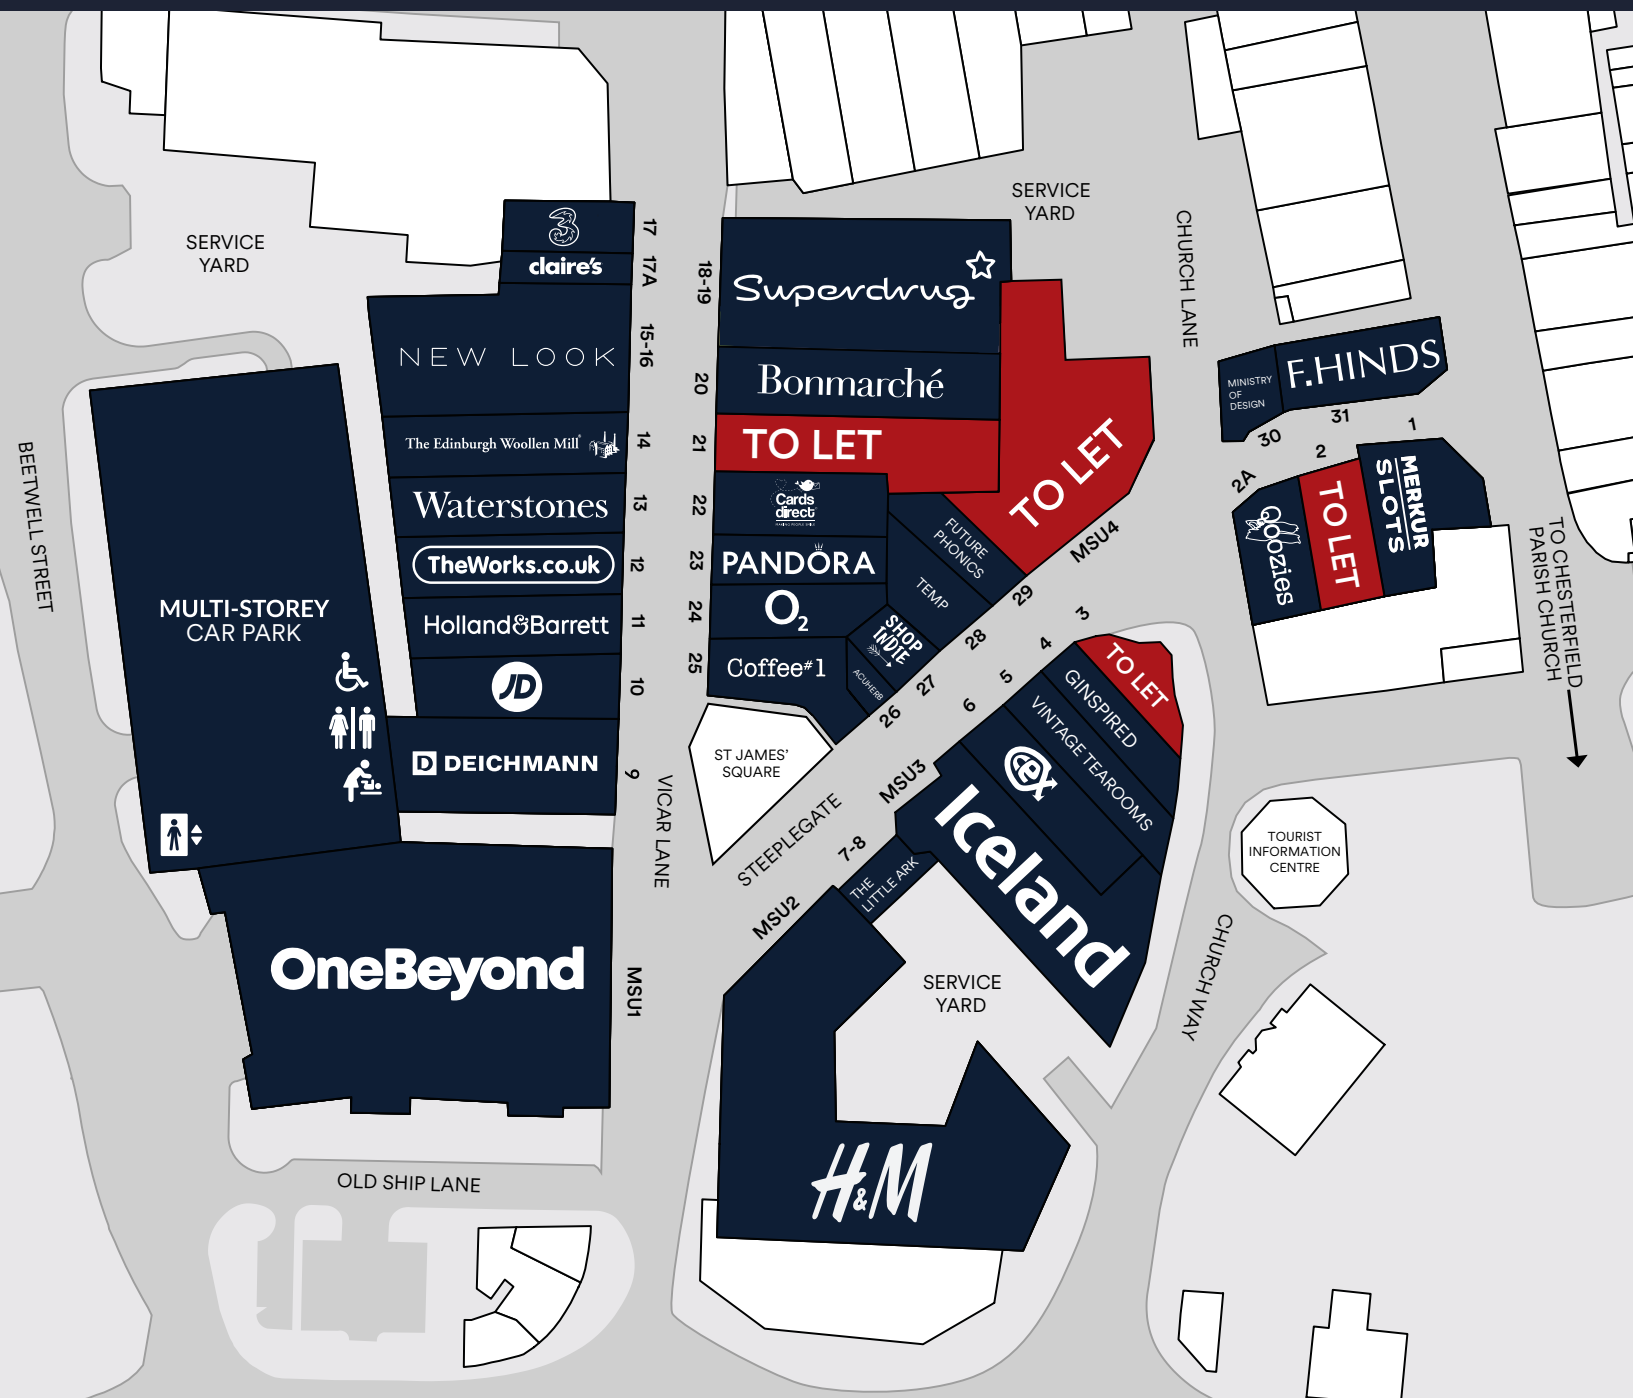 SERVICE
YARD
BEETWELL STREET
MULTI-STOREY
CAR PARK
3
17
claire's
17A
NEW LOOK
15-16
The Edinburgh Woollen Mill
14
Waterstones
13
TheWorks.co.uk
12
Holland&Barrett
11
JD
10
D DEICHMANN
9
VICAR LANE
OneBeyond
MSU1
OLD SHIP LANE
18-19
Superdrug
20
Bonmarché
21
TO LET
22
Cards
direct
23
PANDORA
24
O2
25
Coffee#1
ST JAMES'
SQUARE
SERVICE
YARD
CHURCH LANE
TO LET
MSU4
FUTURE
PHONICS
29
TEMP
28
SHOP
INDIE
27
ACUHERB
26
STEEPLEGATE
3
TO LET
4
GINSPIRED
5
VINTAGE TEAROOMS
6
cex
MSU3
Iceland
7-8
THE
LITTLE ARK
MSU2
SERVICE
YARD
H&M
MINISTRY
OF
DESIGN
30
F.HINDS
31
1
MERKUR
SLOTS
2
TO LET
2A
Qoozies
TO CHESTERFIELD
PARISH CHURCH
TOURIST
INFORMATION
CENTRE
CHURCH WAY